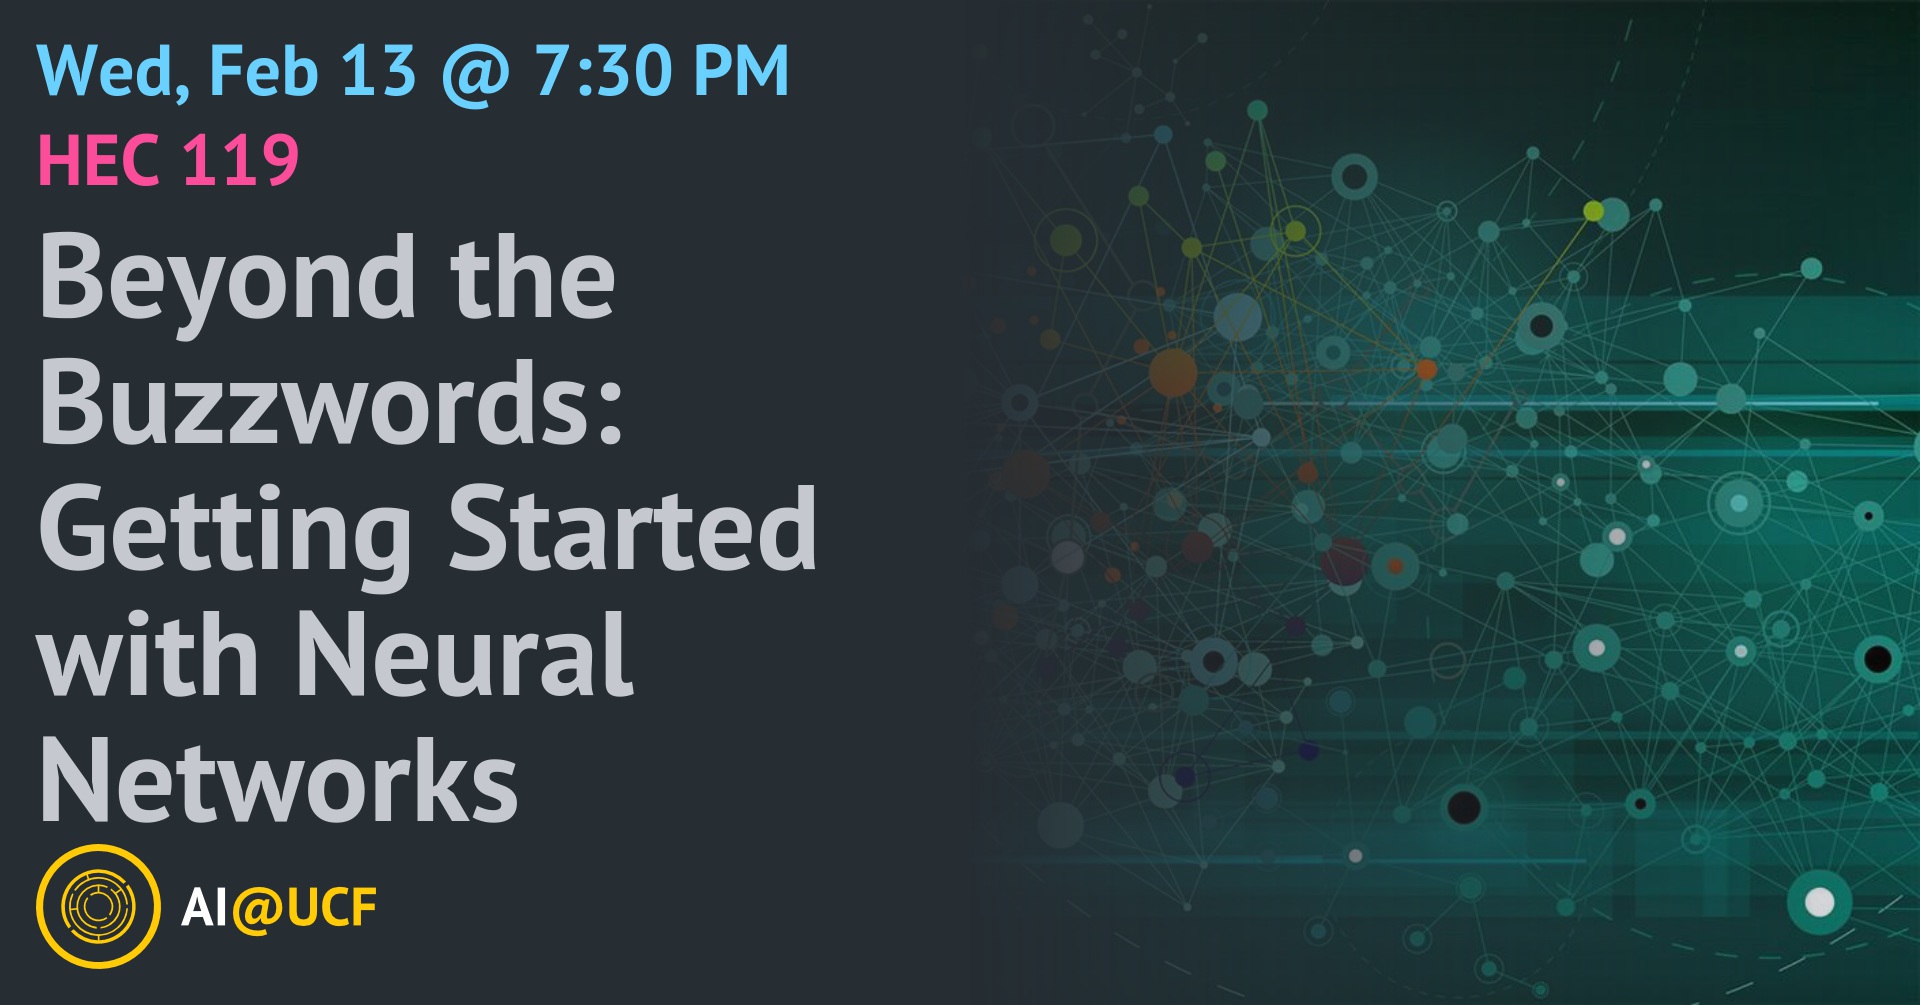 Wed, Feb 13 @ 7:30 PM
HEC 119
Beyond the
Buzzwords:
Getting Started
with Neural
Networks
AI@UCF